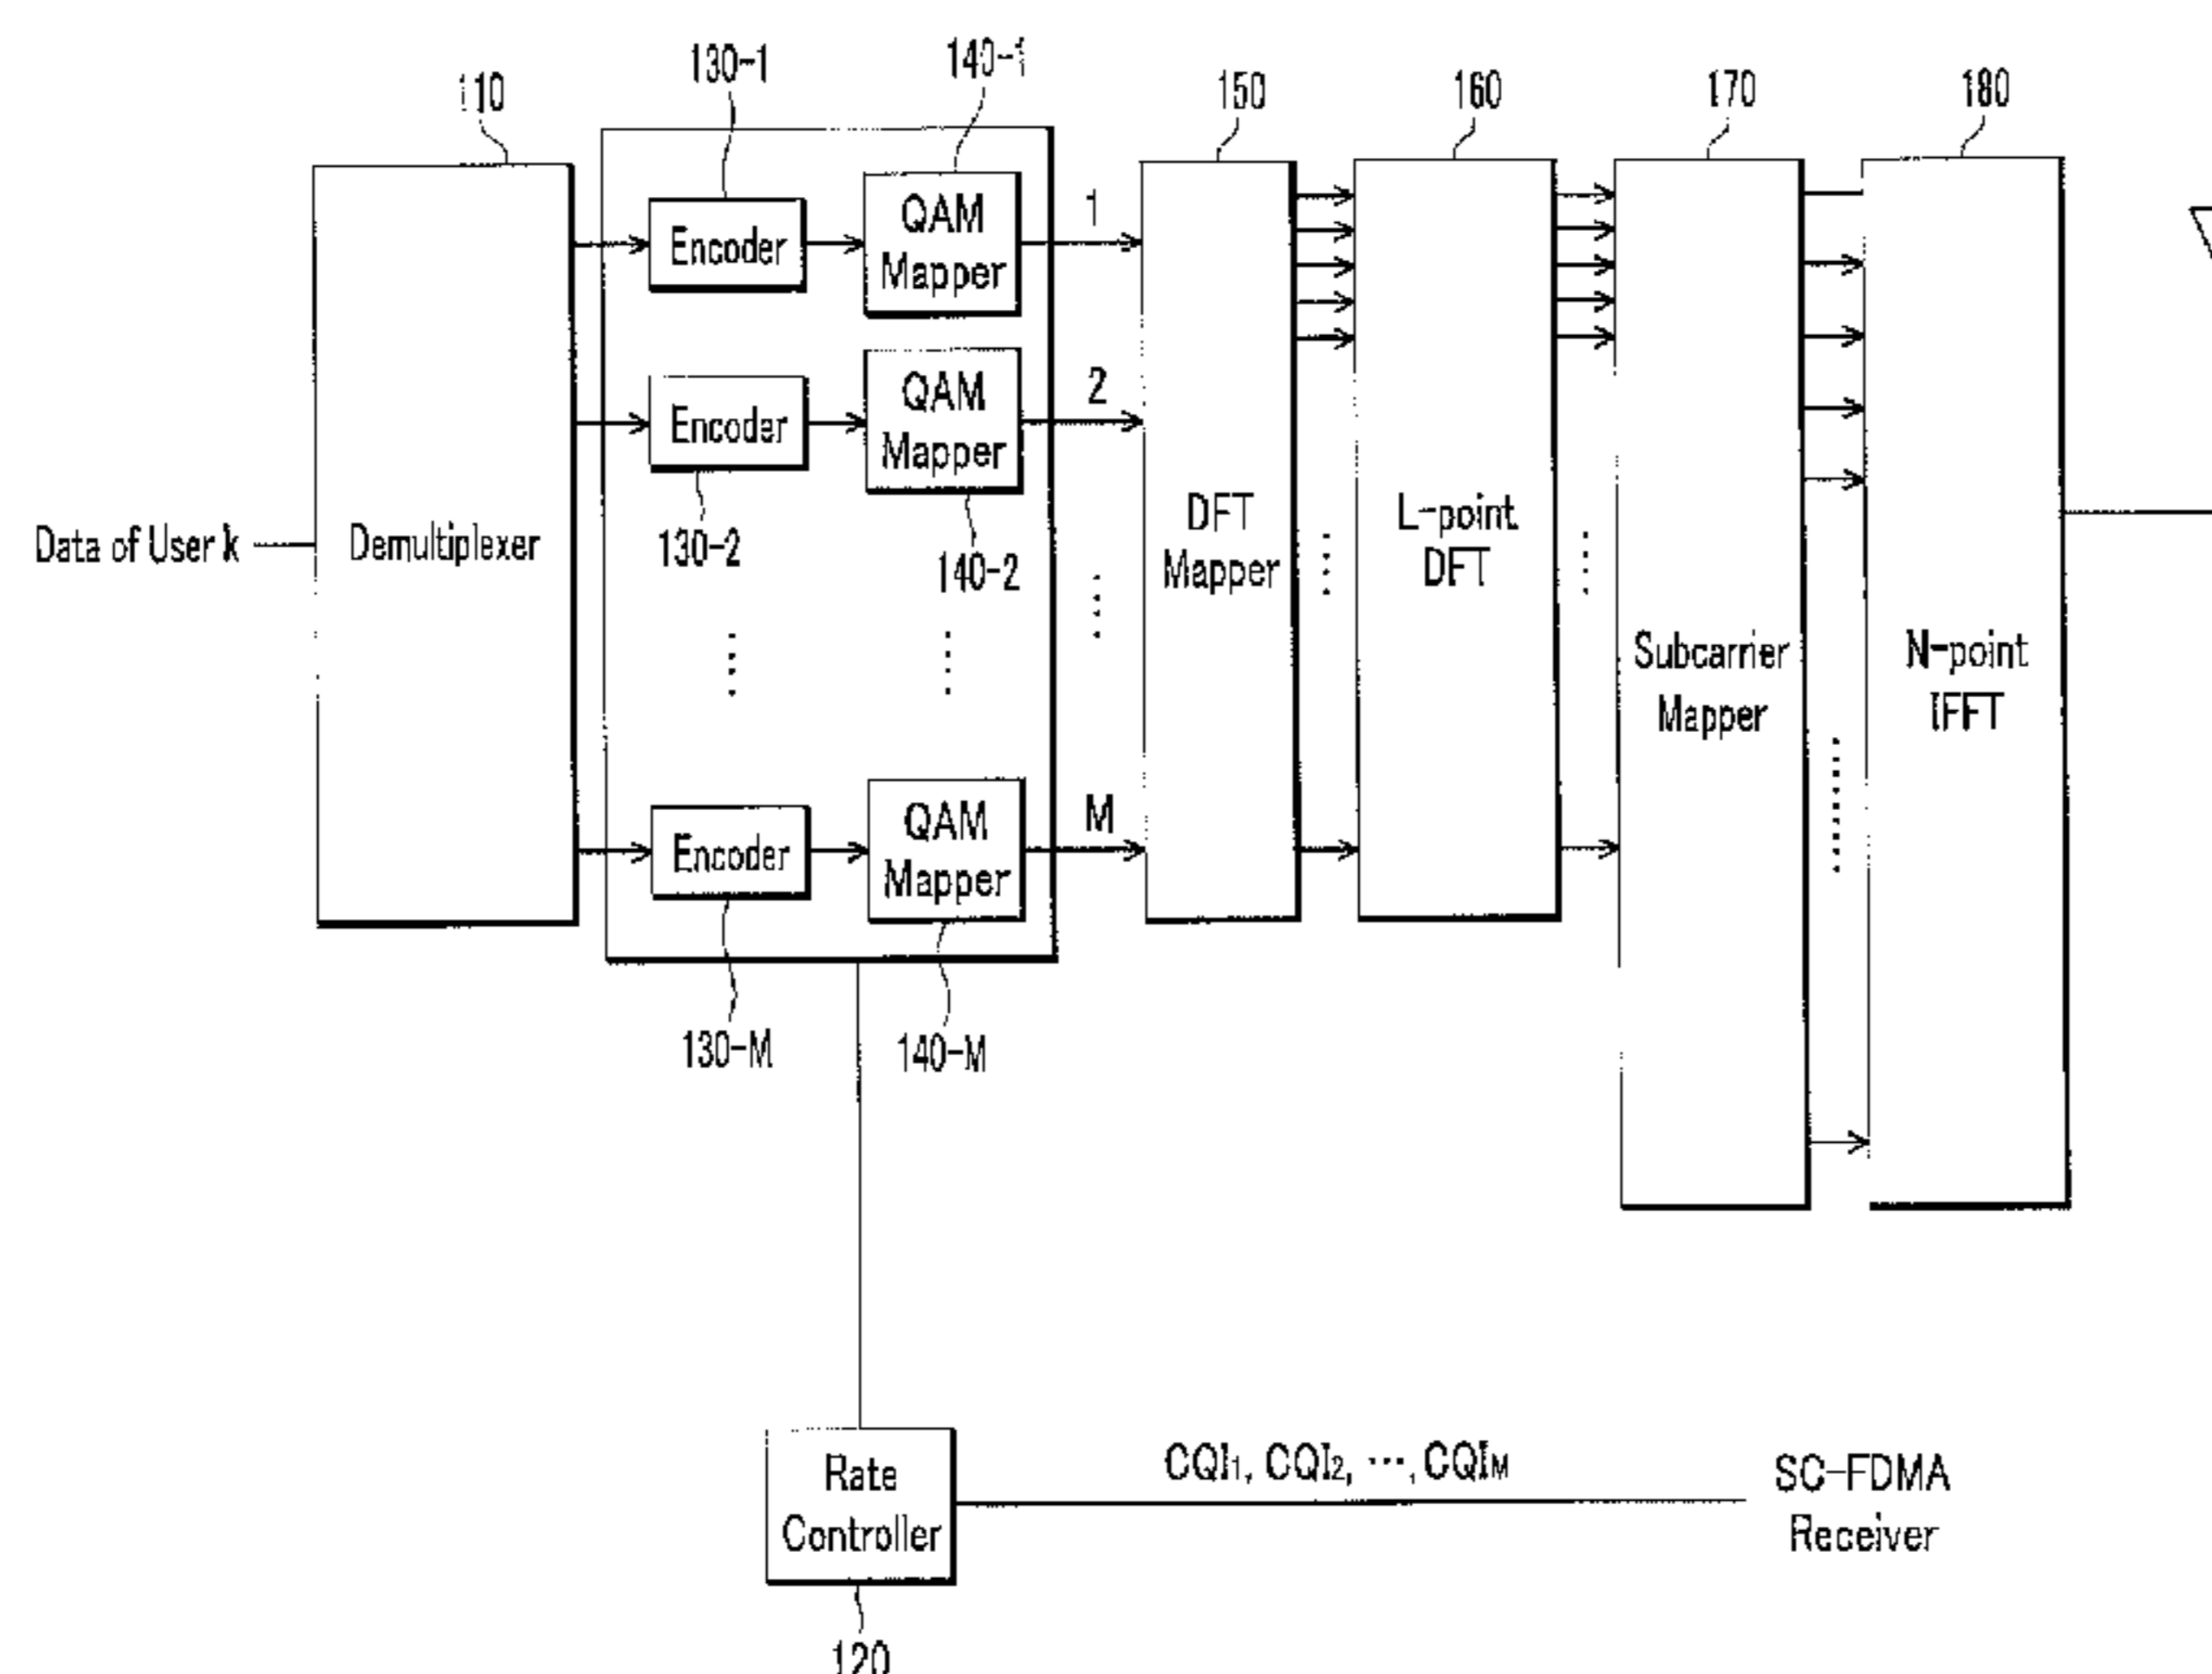 110
130-1
140-1
150
160
170
180
Data of User k
Demultiplexer
Encoder
QAM
Mapper
1
Encoder
QAM
Mapper
2
130-2
140-2
Encoder
QAM
Mapper
M
130-M
140-M
DFT
Mapper
L-point
DFT
Subcarrier
Mapper
N-point
IFFT
Rate
Controller
CQI1, CQI2, ···, CQIM
SC-FDMA
Receiver
120